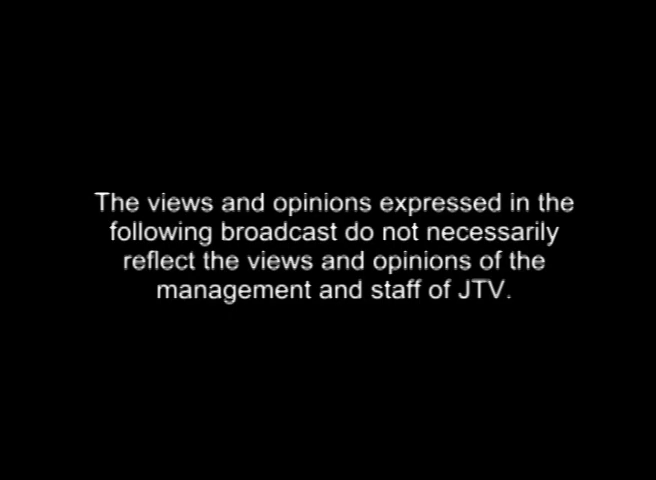 The views and opinions expressed in the
following broadcast do not necessarily
reflect the views and opinions of the
management and staff of JTV.